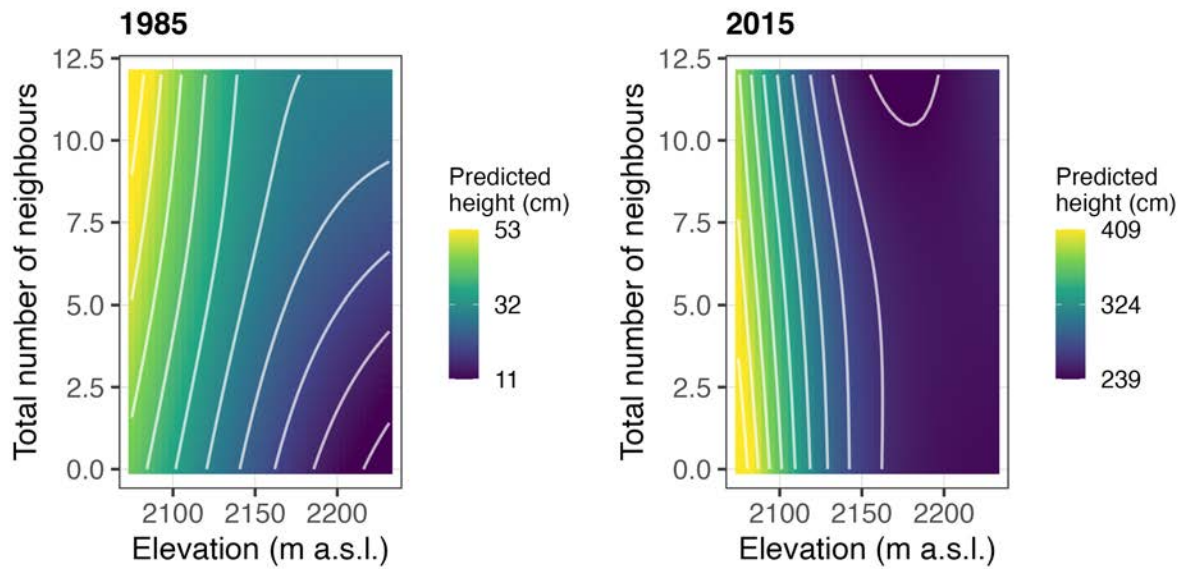 1985
12.5
10.0
7.5
5.0
2.5
0.0
2100 2150 2200
Elevation (m a.s.l.)
Total number of neighbours
Predicted
height (cm)
53
32
11
2015
12.5
10.0
7.5
5.0
2.5
0.0
2100 2150 2200
Elevation (m a.s.l.)
Total number of neighbours
Predicted
height (cm)
409
324
239